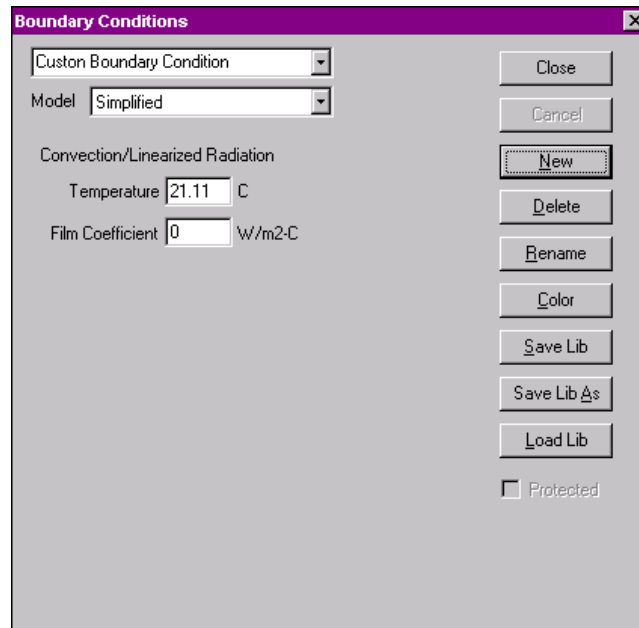 Boundary Conditions
Custon Boundary Condition
Model Simplified
Convection/Linearized Radiation
Temperature 21.11 C
Film Coefficient 0 W/m2-C
Close
Cancel
New
Delete
Rename
Color
Save Lib
Save Lib As
Load Lib
Protected